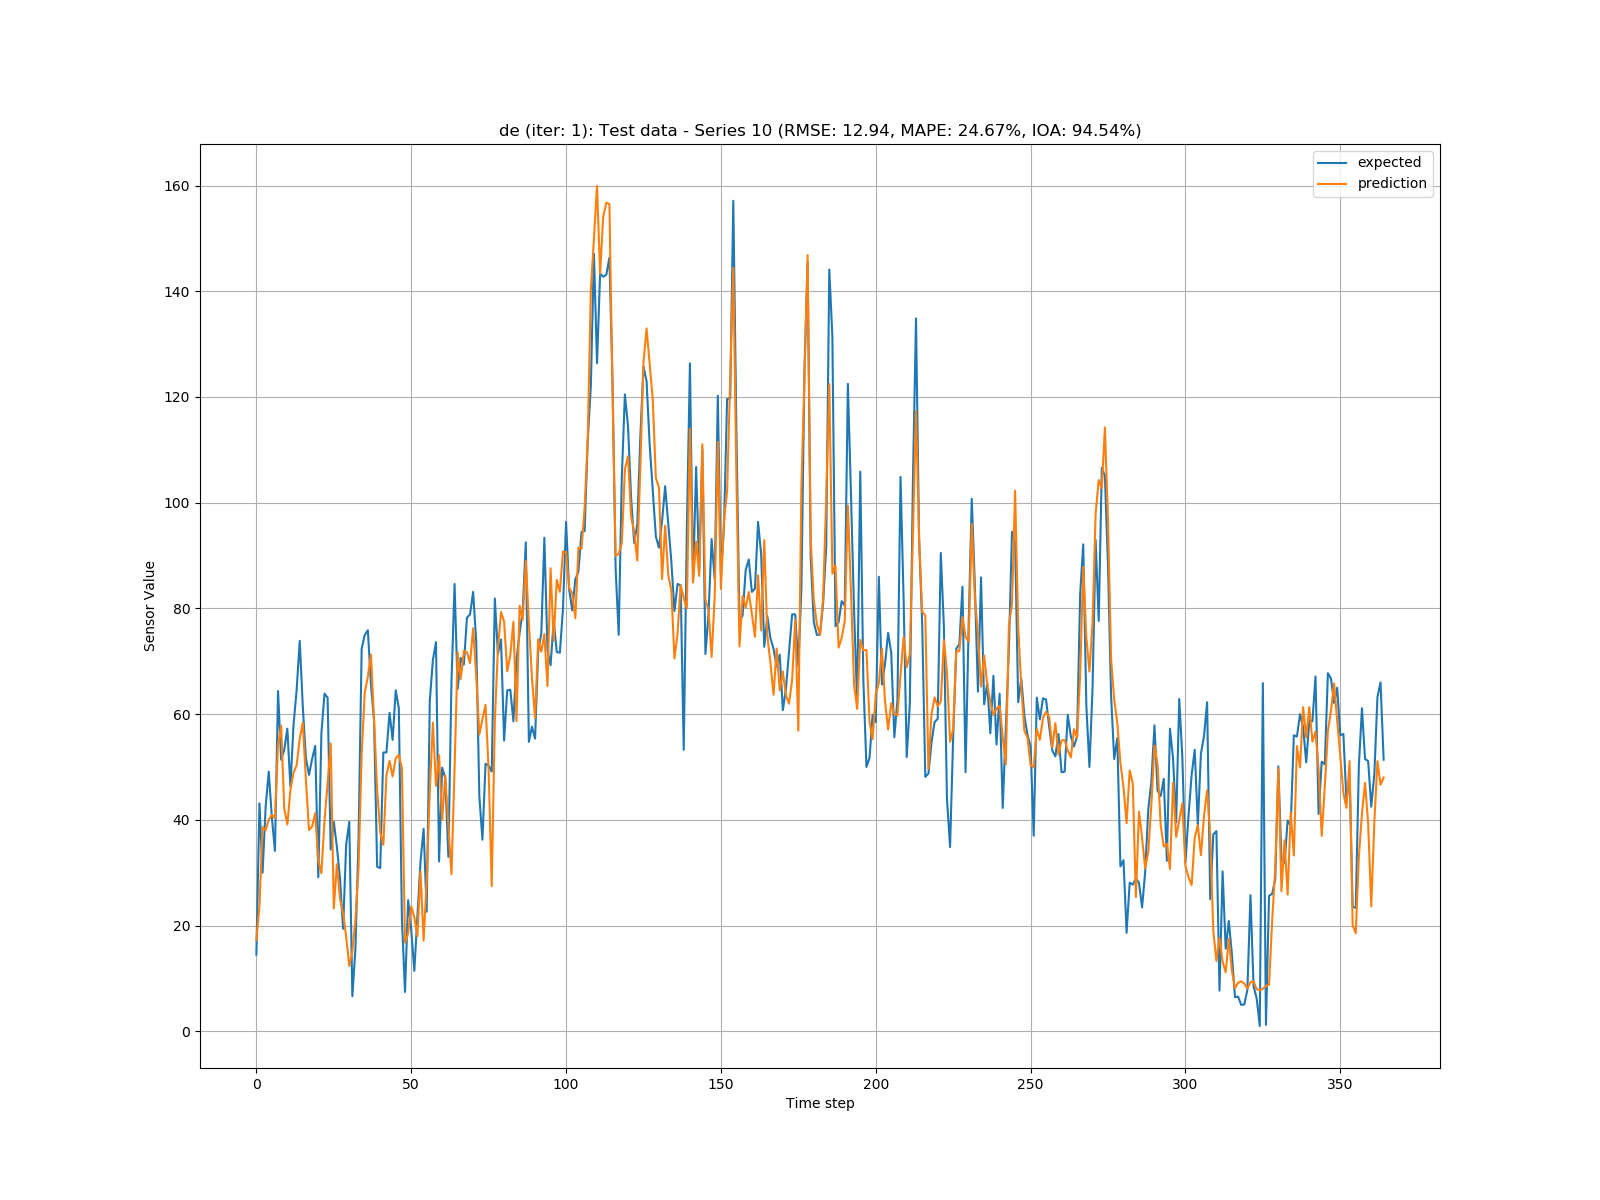 de (iter: 1): Test data - Series 10 (RMSE: 12.94, MAPE: 24.67%, IOA: 94.54%)
expected
prediction
160
140
120
100
80
60
40
20
0
Sensor Value
0 50 100 150 200 250 300 350
Time step